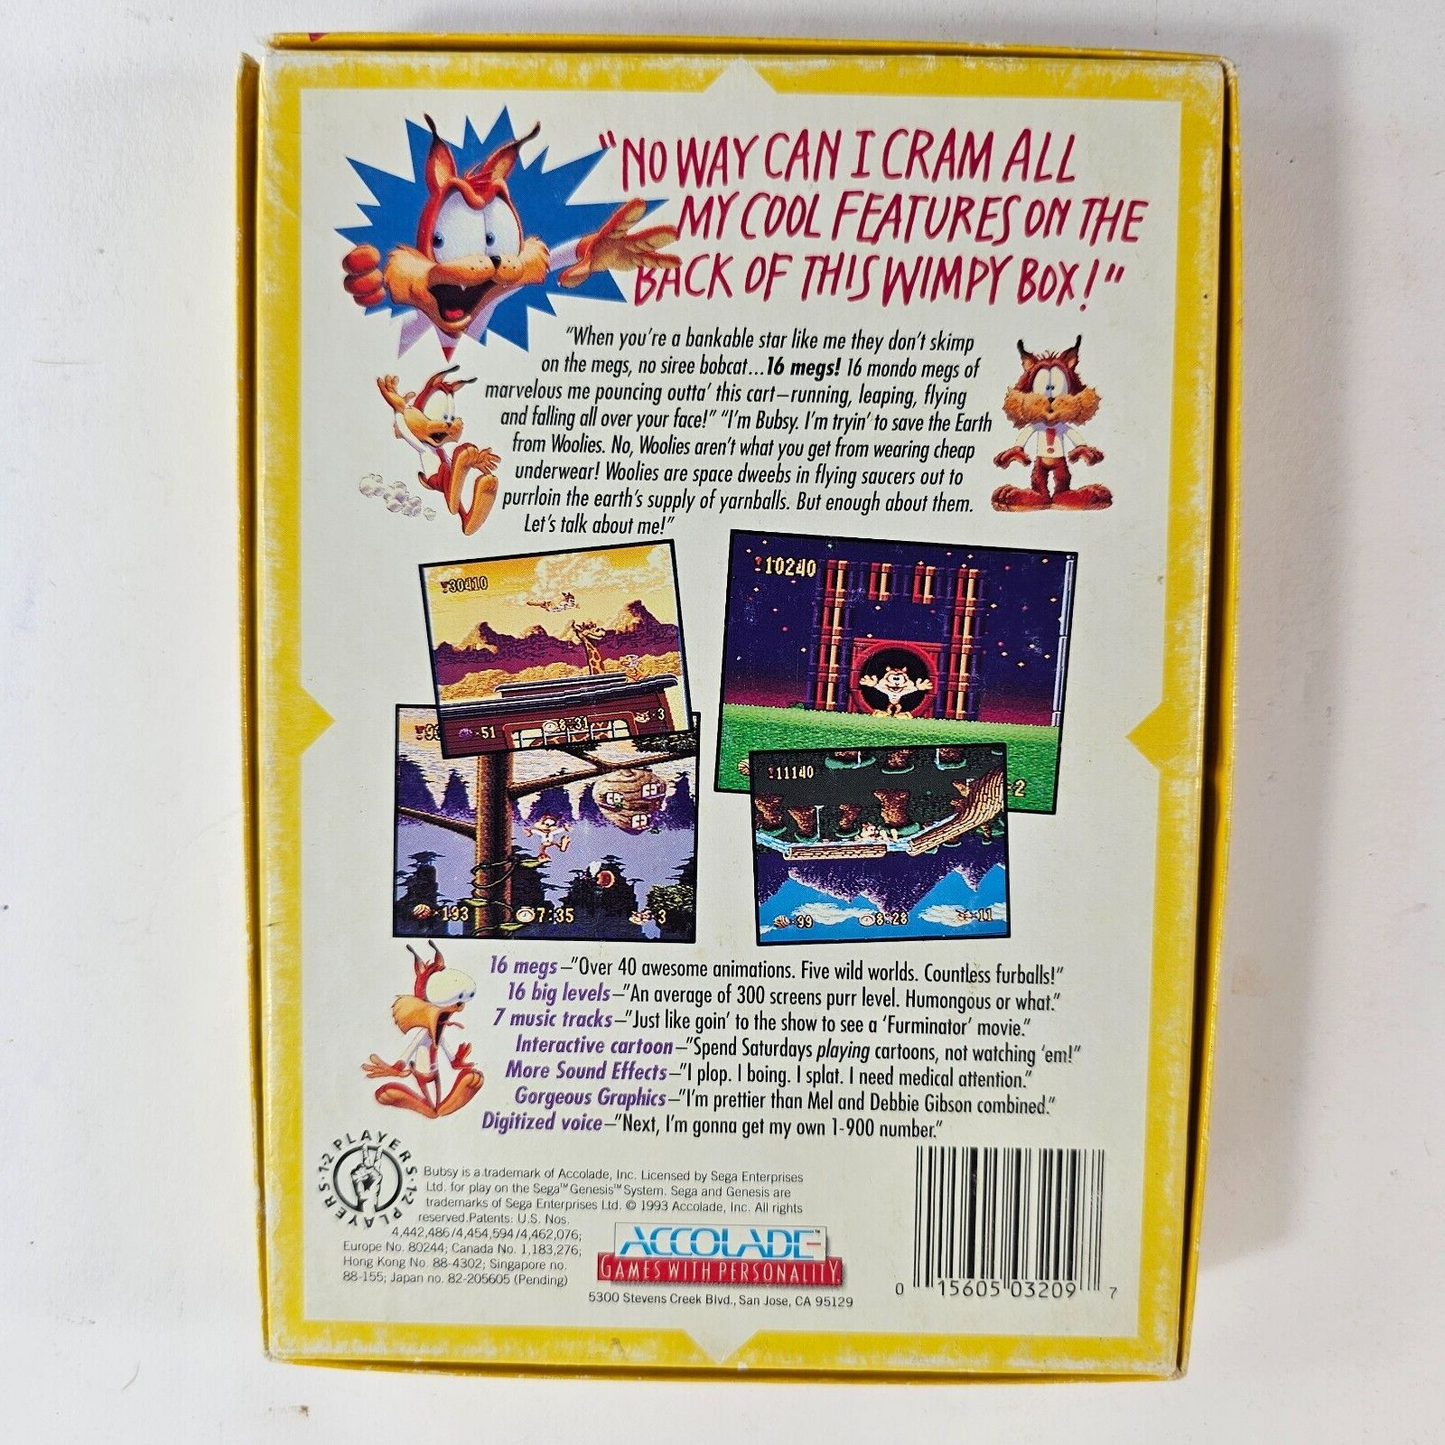 "NO WAY CAN I CRAM ALL
MY COOL FEATURES ON THE
BACK OF THIS WIMPY BOX!"
"When you're a bankable star like me they don't skimp
on the megs, no siree bobcat...16 megs! 16 mondo megs of
marvelous me pouncing outta' this cart–running, leaping, flying
and falling all over your face!" "I'm Bubsy. I'm tryin' to save the Earth
from Woolies. No, Woolies aren't what you get from wearing cheap
underwear! Woolies are space dweebs in flying saucers out to
purrloin the earth's supply of yarnballs. But enough about them.
Let's talk about me!"
30410
-51
8:31
-3
10240
-2
-193
7:35
-3
11140
-99
8:28
-11
16 megs–"Over 40 awesome animations. Five wild worlds. Countless furballs!"
16 big levels–"An average of 300 screens purr level. Humongous or what."
7 music tracks–"Just like goin' to the show to see a 'Furminator' movie."
Interactive cartoon–"Spend Saturdays playing cartoons, not watching 'em!"
More Sound Effects–"I plop. I boing. I splat. I need medical attention."
Gorgeous Graphics–"I'm prettier than Mel and Debbie Gibson combined."
Digitized voice–"Next, I'm gonna get my own 1-900 number."
1-2 PLAYERS · 1-2 PLAYERS ·
Bubsy is a trademark of Accolade, Inc. Licensed by Sega Enterprises
Ltd. for play on the Sega™ Genesis™ System. Sega and Genesis are
trademarks of Sega Enterprises Ltd. © 1993 Accolade, Inc. All rights
reserved. Patents: U.S. Nos.
4,442,486/4,454,594/4,462,076;
Europe No. 80244; Canada No. 1,183,276;
Hong Kong No. 88-4302; Singapore no.
88-155; Japan no. 82-205605 (Pending)
ACCOLADE™
GAMES WITH PERSONALITY.
5300 Stevens Creek Blvd., San Jose, CA 95129
0 15605 03209 7